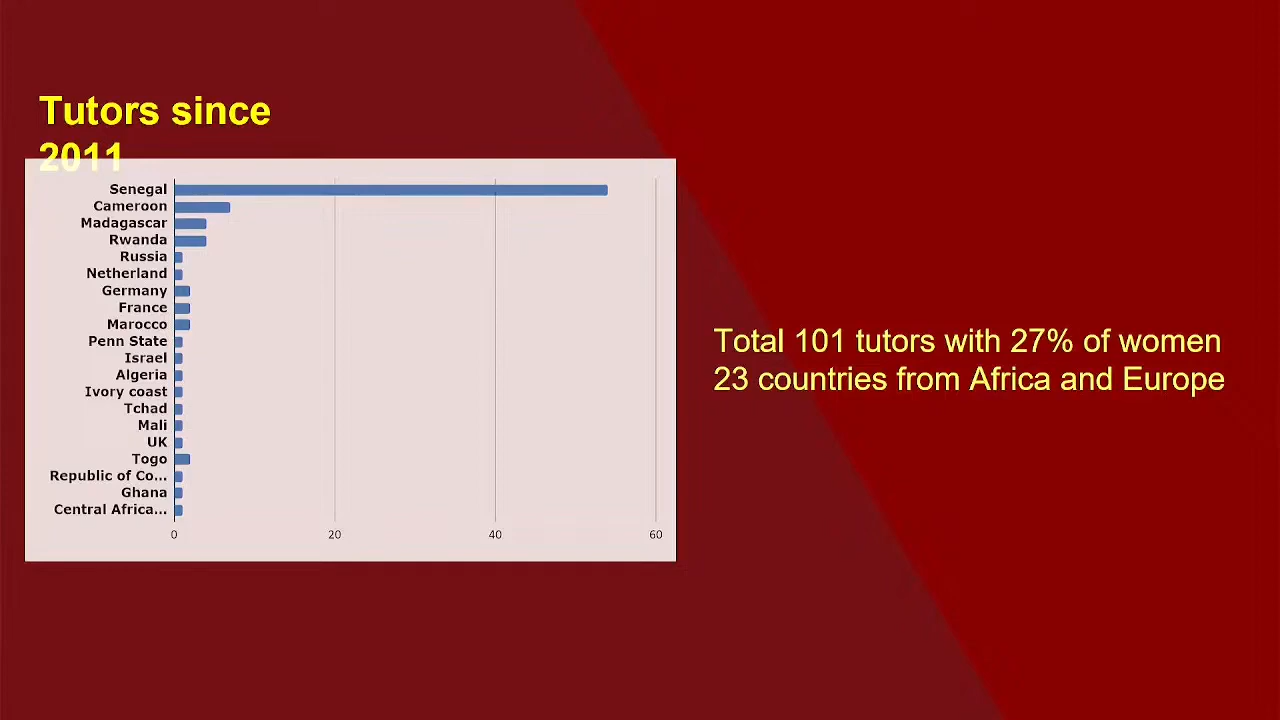 Tutors since
2011
Senegal
Cameroon
Madagascar
Rwanda
Russia
Netherland
Germany
France
Marocco
Penn State
Israel
Algeria
Ivory coast
Tchad
Mali
UK
Togo
Republic of Co...
Ghana
Central Africa...
0 20 40 60
Total 101 tutors with 27% of women
23 countries from Africa and Europe